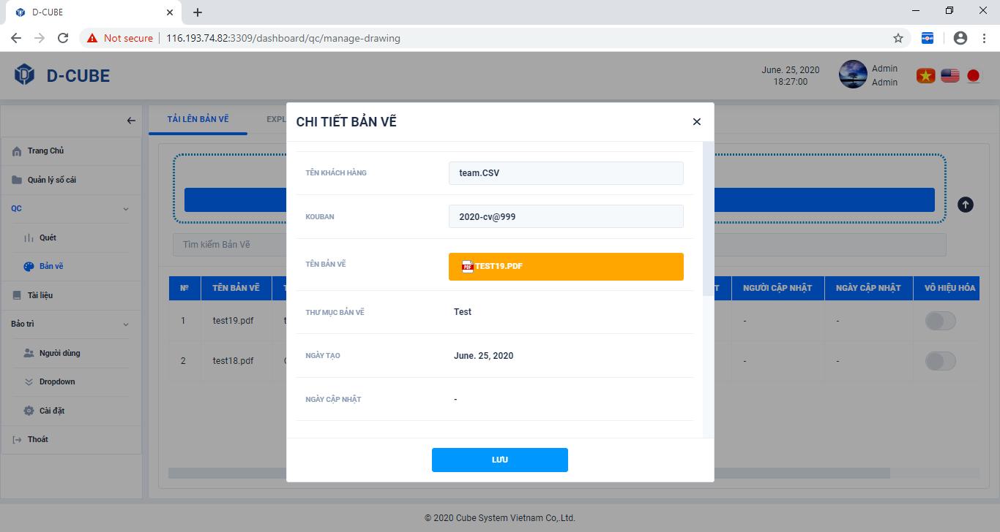 D-CUBE
Not secure
116.193.74.82:3309/dashboard/qc/manage-drawing
D-CUBE
June. 25, 2020
18:27:00
Admin
Admin
Trang Chủ
Quản lý sổ cái
QC
Quét
Bản vẽ
Tài liệu
Bảo trì
Người dùng
Dropdown
Cài đặt
Thoát
TẢI LÊN BẢN VẼ
EXPL
Tìm kiếm Bản Vẽ
Nº TÊN BẢN VẼ T T NGƯỜI CẬP NHẬT NGÀY CẬP NHẬT VÔ HIỆU HÓA
1 test19.pdf t - -
2 test18.pdf - -
CHI TIẾT BẢN VẼ
TÊN KHÁCH HÀNG team.CSV
KOUBAN 2020-cv@999
TÊN BẢN VẼ PDF TEST19.PDF
THƯ MỤC BẢN VẼ Test
NGÀY TẠO June. 25, 2020
NGÀY CẬP NHẬT -
LƯU
© 2020 Cube System Vietnam Co,.Ltd.